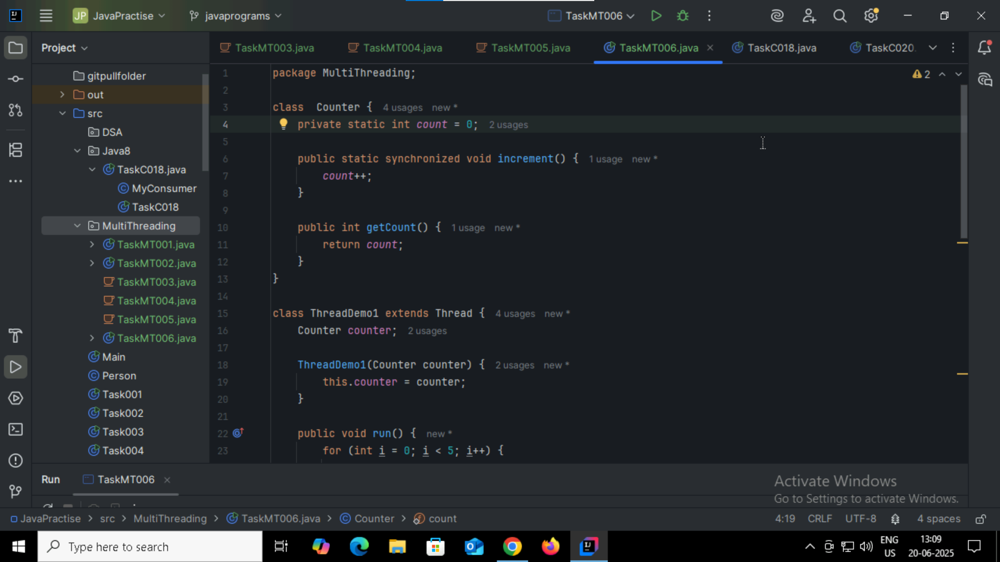 JP JavaPractise
javaprograms
TaskMT006
Project
TaskMT003.java
TaskMT004.java
TaskMT005.java
TaskMT006.java
TaskC018.java
TaskC020.
gitpullfolder
out
src
DSA
Java8
TaskC018.java
MyConsumer
TaskC018
MultiThreading
TaskMT001.java
TaskMT002.java
TaskMT003.java
TaskMT004.java
TaskMT005.java
TaskMT006.java
Main
Person
Task001
Task002
Task003
Task004
2
1 package MultiThreading;
2
3 class  Counter { 4 usages new *
4 private static int count = 0; 2 usages
5
6 public static synchronized void increment() { 1 usage new *
7 count++;
8 }
9
10 public int getCount() { 1 usage new *
11 return count;
12 }
13 }
14
15 class ThreadDemo1 extends Thread { 4 usages new *
16 Counter counter; 2 usages
17
18 ThreadDemo1(Counter counter) { 2 usages new *
19 this.counter = counter;
20 }
21
22 public void run() { new *
23 for (int i = 0; i < 5; i++) {
Run TaskMT006
Activate Windows
Go to Settings to activate Windows.
JavaPractise > src > MultiThreading > TaskMT006.java > Counter > count
4:19 CRLF UTF-8 4 spaces
Type here to search
ENG
US
13:09
20-06-2025